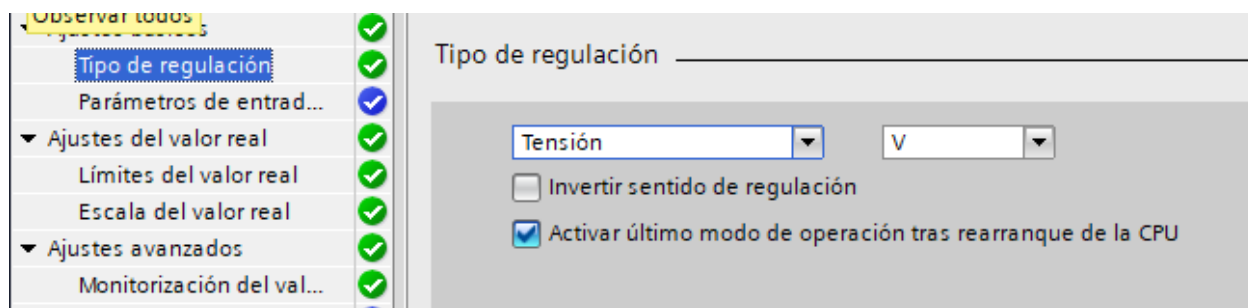 Observar todos
Ajustes básicos
Tipo de regulación
Parámetros de entrad...
Ajustes del valor real
Límites del valor real
Escala del valor real
Ajustes avanzados
Monitorización del val...
Tipo de regulación
Tensión
V
Invertir sentido de regulación
Activar último modo de operación tras rearranque de la CPU